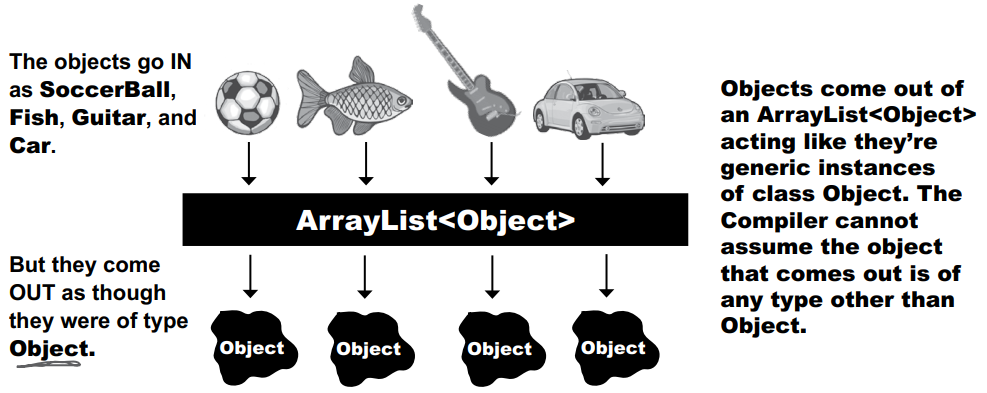 The objects go IN
as SoccerBall,
Fish, Guitar, and
Car.
ArrayList<Object>
But they come
OUT as though
they were of type
Object.
Object
Object
Object
Object
Objects come out of
an ArrayList<Object>
acting like they’re
generic instances
of class Object. The
Compiler cannot
assume the object
that comes out is of
any type other than
Object.